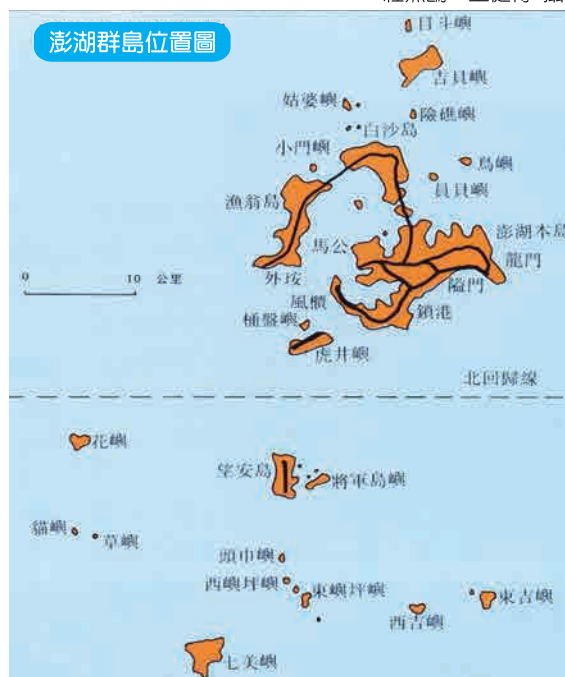 澎湖群島位置圖
目斗嶼
吉貝嶼
姑婆嶼
險礁嶼
白沙島
小門嶼
鳥嶼
員貝嶼
漁翁島
澎湖本島
馬公
龍門
外垵
隘門
0 10 公里
風櫃
鎖港
桶盤嶼
虎井嶼
北回歸線
花嶼
望安島
將軍島嶼
貓嶼
草嶼
頭巾嶼
西嶼坪嶼
東嶼坪嶼
東吉嶼
西吉嶼
七美嶼